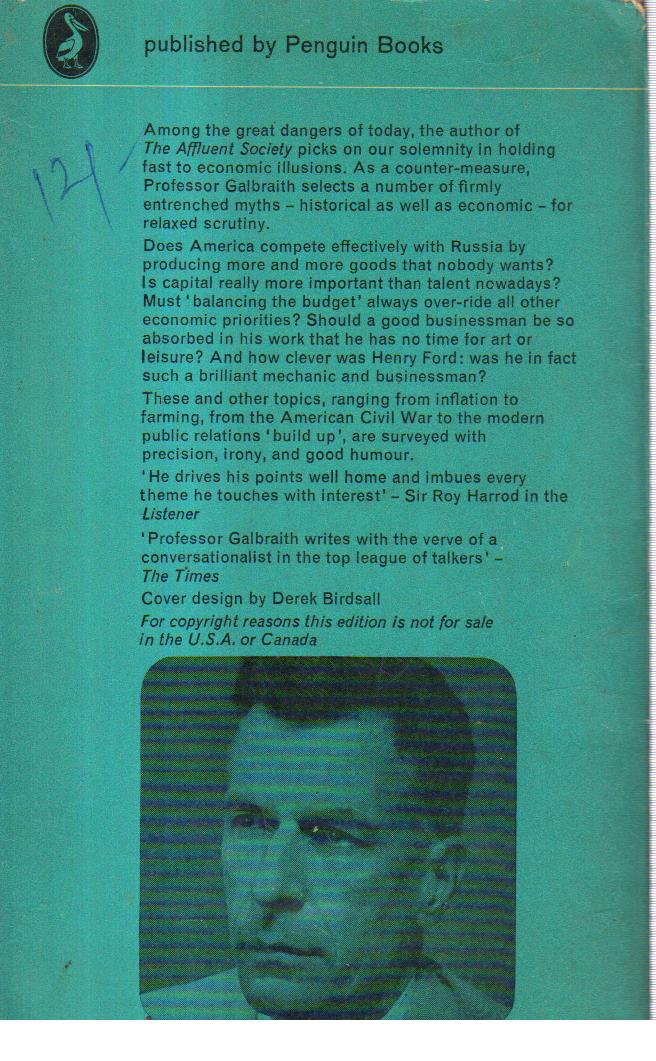 published by Penguin Books
12/-
Among the great dangers of today, the author of
The Affluent Society picks on our solemnity in holding
fast to economic illusions. As a counter-measure,
Professor Galbraith selects a number of firmly
entrenched myths – historical as well as economic – for
relaxed scrutiny.
Does America compete effectively with Russia by
producing more and more goods that nobody wants?
Is capital really more important than talent nowadays?
Must 'balancing the budget' always over-ride all other
economic priorities? Should a good businessman be so
absorbed in his work that he has no time for art or
leisure? And how clever was Henry Ford: was he in fact
such a brilliant mechanic and businessman?
These and other topics, ranging from inflation to
farming, from the American Civil War to the modern
public relations 'build up', are surveyed with
precision, irony, and good humour.
'He drives his points well home and imbues every
theme he touches with interest' – Sir Roy Harrod in the
Listener
'Professor Galbraith writes with the verve of a
conversationalist in the top league of talkers' –
The Times
Cover design by Derek Birdsall
For copyright reasons this edition is not for sale
in the U.S.A. or Canada